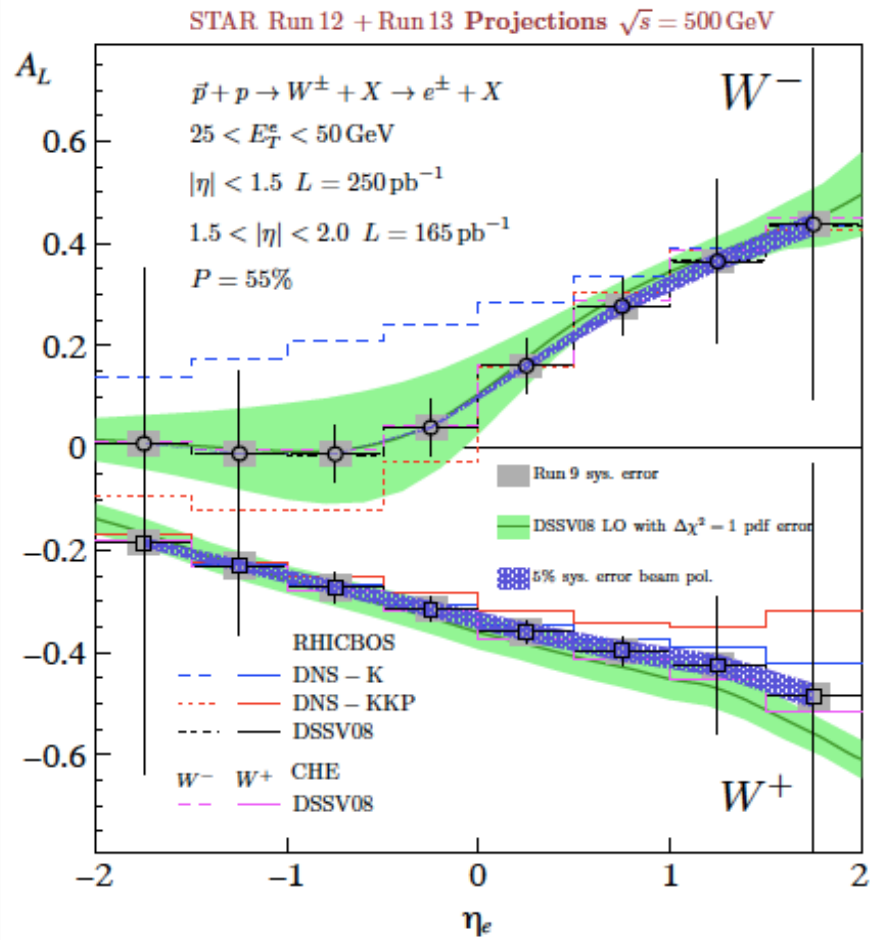 STAR Run 12 + Run 13 Projections √s = 500 GeV
A_L
W⁻
p⃗ + p → W^± + X → e^± + X
25 < E_T^e < 50 GeV
|η| < 1.5 L = 250 pb⁻¹
1.5 < |η| < 2.0 L = 165 pb⁻¹
P = 55%
0.6
0.4
0.2
0
−0.2
−0.4
−0.6
Run 9 sys. error
DSSV08 LO with Δχ² − 1 pdf error
5% sys. error beam pol.
RHICBOS
DNS − K
DNS − KKP
DSSV08
W⁻ W⁺ CHE
DSSV08
W⁺
−2 −1 0 1 2
η_e